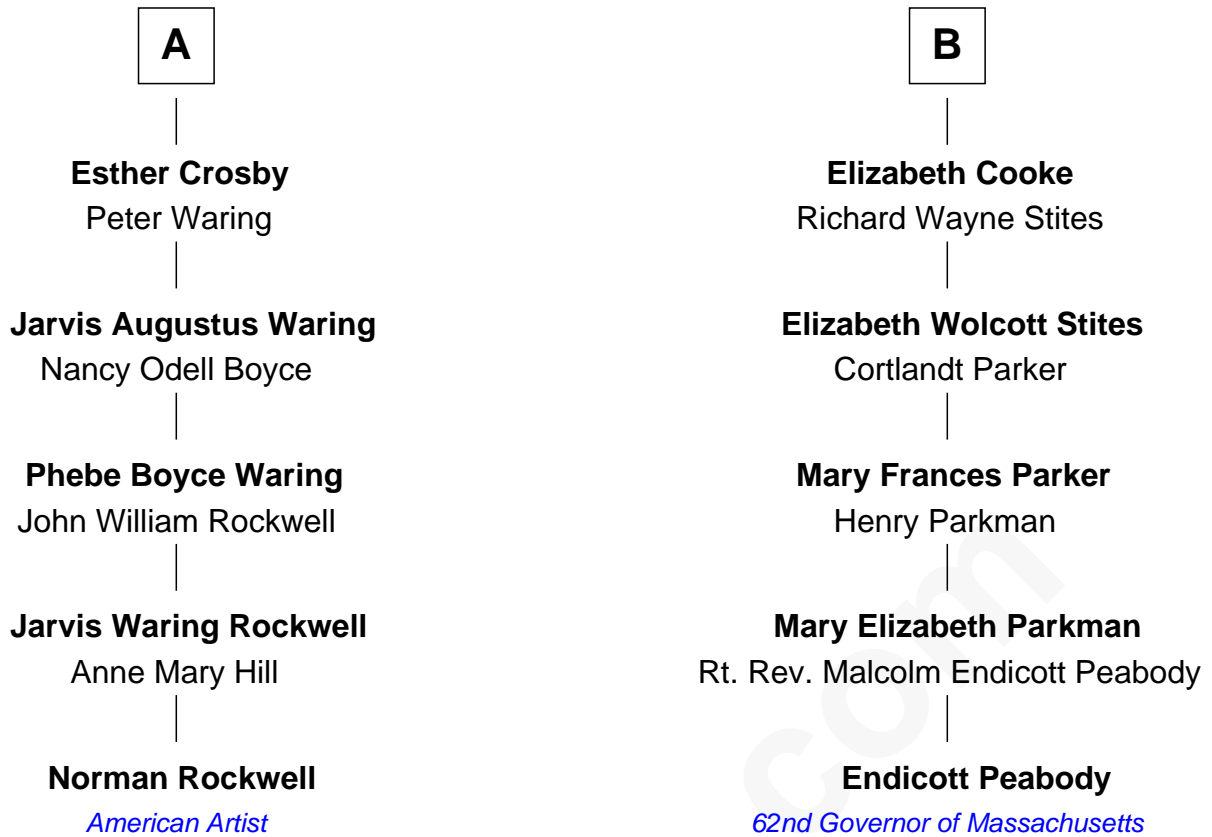 A
Esther Crosby
Peter Waring
Jarvis Augustus Waring
Nancy Odell Boyce
Phebe Boyce Waring
John William Rockwell
Jarvis Waring Rockwell
Anne Mary Hill
Norman Rockwell
American Artist
B
Elizabeth Cooke
Richard Wayne Stites
Elizabeth Wolcott Stites
Cortlandt Parker
Mary Frances Parker
Henry Parkman
Mary Elizabeth Parkman
Rt. Rev. Malcolm Endicott Peabody
Endicott Peabody
62nd Governor of Massachusetts
com